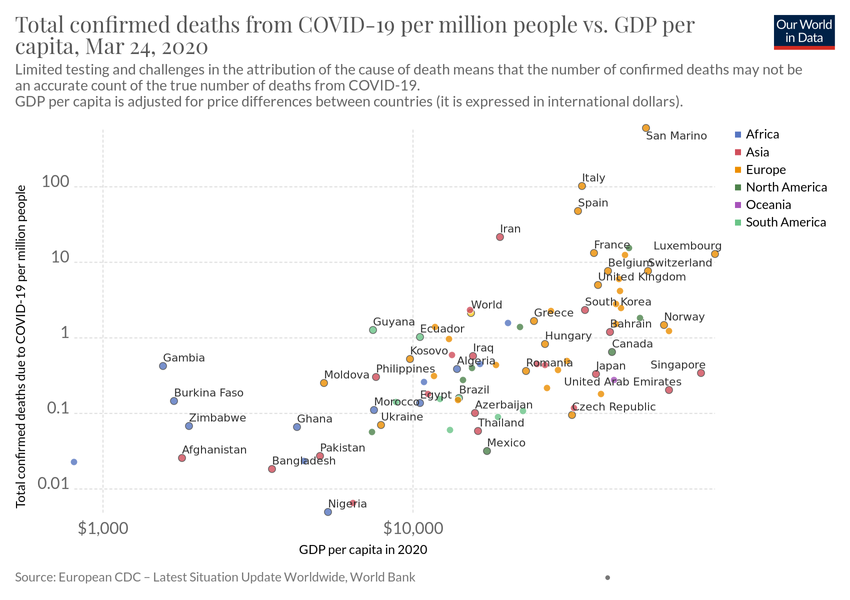 Total confirmed deaths from COVID-19 per million people vs. GDP per
capita, Mar 24, 2020
Our World
in Data
Limited testing and challenges in the attribution of the cause of death means that the number of confirmed deaths may not be
an accurate count of the true number of deaths from COVID-19.
GDP per capita is adjusted for price differences between countries (it is expressed in international dollars).
San Marino
Africa
Asia
Europe
North America
Oceania
South America
Total confirmed deaths due to COVID-19 per million people
100
10
1
0.1
0.01
Italy
Spain
Iran
France
Luxembourg
Belgium
Switzerland
United Kingdom
World
South Korea
Greece
Guyana
Ecuador
Bahrain
Norway
Hungary
Canada
Kosovo
Iraq
Gambia
Algeria
Romania
Japan
Singapore
Moldova
Philippines
United Arab Emirates
Burkina Faso
Egypt
Brazil
Morocco
Azerbaijan
Czech Republic
Zimbabwe
Ghana
Ukraine
Thailand
Afghanistan
Pakistan
Mexico
Bangladesh
Nigeria
$1,000
$10,000
GDP per capita in 2020
Source: European CDC – Latest Situation Update Worldwide, World Bank